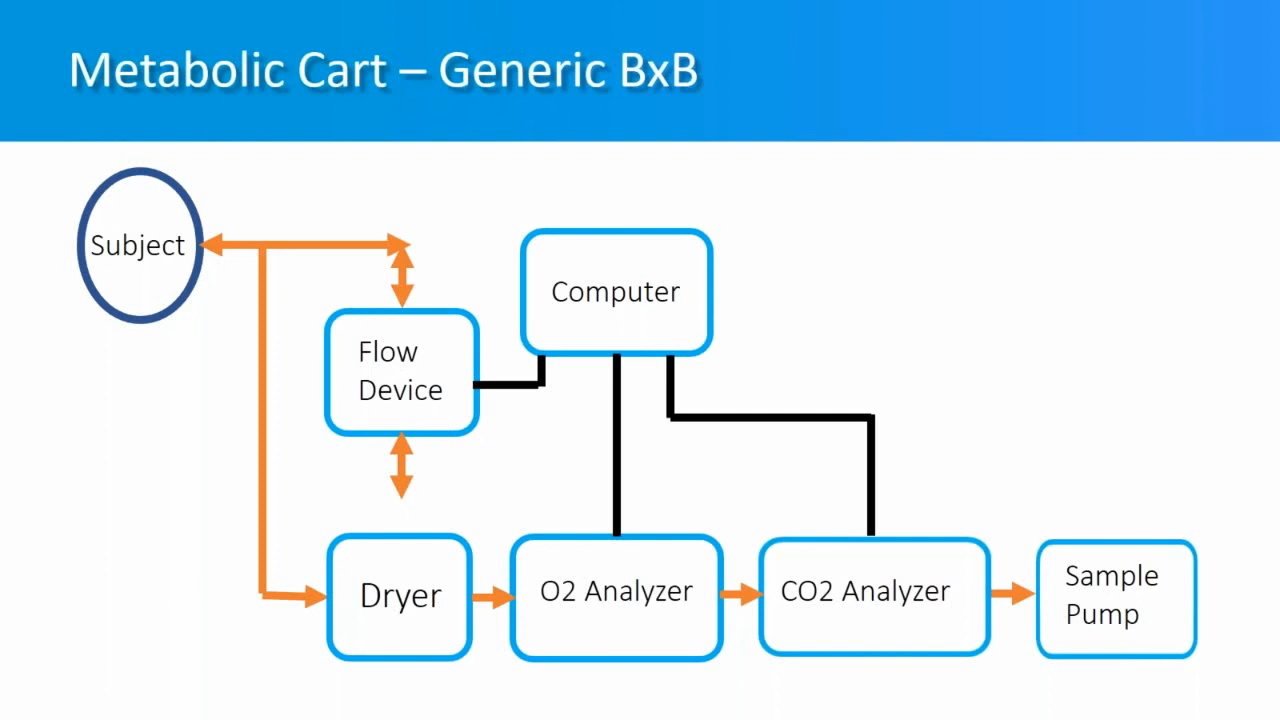 Metabolic Cart – Generic BxB
Subject
Computer
Flow
Device
Dryer
O2 Analyzer
CO2 Analyzer
Sample
Pump